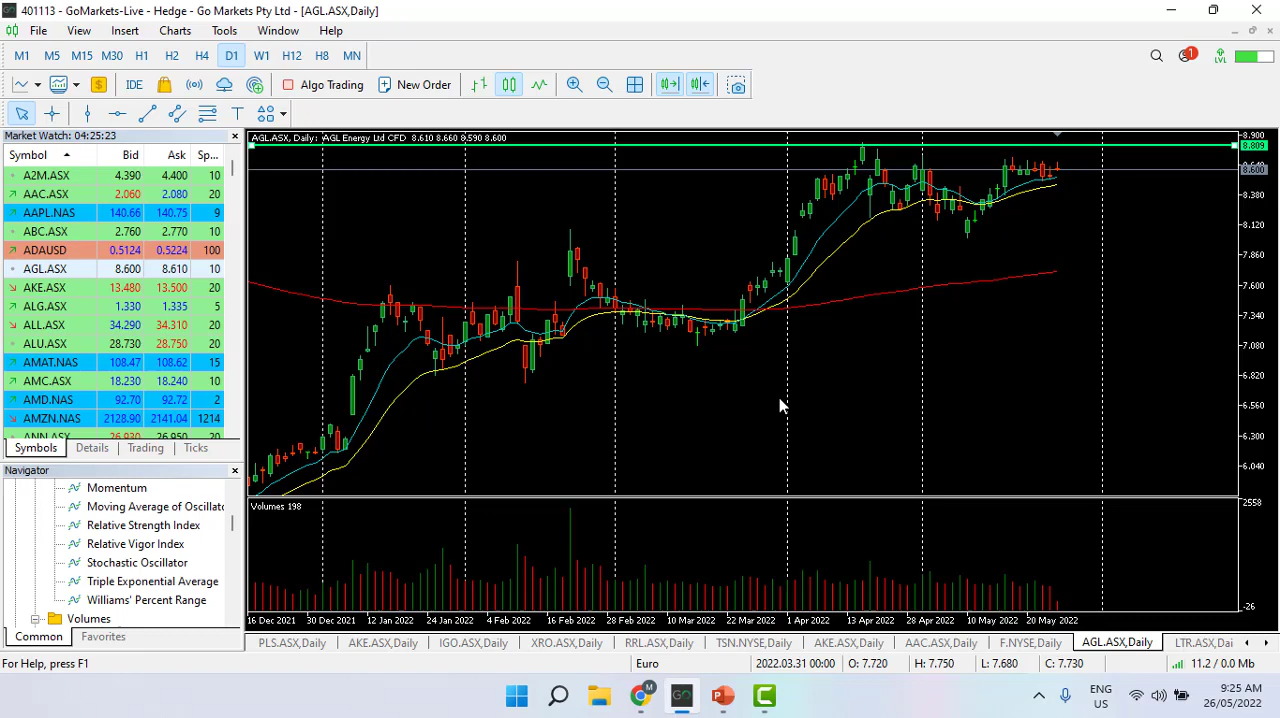 401113 - GoMarkets-Live - Hedge - Go Markets Pty Ltd - [AGL.ASX,Daily]
File View Insert Charts Tools Window Help
M1 M5 M15 M30 H1 H2 H4 D1 W1 H12 H8 MN
1 LVL
IDE Algo Trading New Order
Market Watch: 04:25:23
Symbol Bid Ask Sp...
A2M.ASX 4.390 4.400 10
AAC.ASX 2.060 2.080 20
AAPL.NAS 140.66 140.75 9
ABC.ASX 2.760 2.770 10
ADAUSD 0.5124 0.5224 100
AGL.ASX 8.600 8.610 10
AKE.ASX 13.480 13.500 20
ALG.ASX 1.330 1.335 5
ALL.ASX 34.290 34.310 20
ALU.ASX 28.730 28.750 20
AMAT.NAS 108.47 108.62 15
AMC.ASX 18.230 18.240 10
AMD.NAS 92.70 92.72 2
AMZN.NAS 2128.90 2141.04 1214
ANN.ASX 26.930 26.950 20
Symbols Details Trading Ticks
Navigator
Momentum
Moving Average of Oscillato
Relative Strength Index
Relative Vigor Index
Stochastic Oscillator
Triple Exponential Average
Williams' Percent Range
Volumes
Common Favorites
AGL.ASX, Daily: AGL Energy Ltd CFD 8.610 8.660 8.590 8.600
8.900
8.809
8.640
8.600
8.380
8.120
7.860
7.600
7.340
7.080
6.820
6.560
6.300
6.040
Volumes 198
2558
-26
16 Dec 2021 30 Dec 2021 12 Jan 2022 24 Jan 2022 4 Feb 2022 16 Feb 2022 28 Feb 2022 10 Mar 2022 22 Mar 2022 1 Apr 2022 13 Apr 2022 28 Apr 2022 10 May 2022 20 May 2022
PLS.ASX,Daily AKE.ASX,Daily IGO.ASX,Daily XRO.ASX,Daily RRL.ASX,Daily TSN.NYSE,Daily AKE.ASX,Daily AAC.ASX,Daily F.NYSE,Daily AGL.ASX,Daily LTR.ASX,Dai
For Help, press F1 Euro 2022.03.31 00:00 O: 7.720 H: 7.750 L: 7.680 C: 7.730 11.2 / 0.0 Mb
GO M ENG US 9:25 AM 26/05/2022